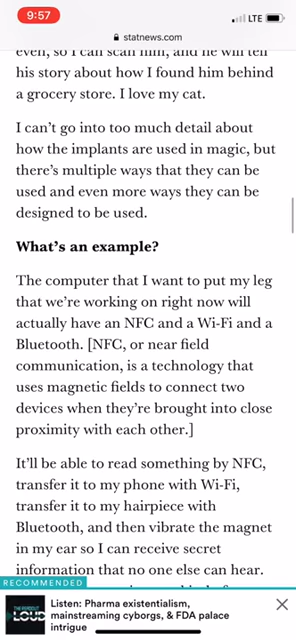 9:57
LTE
statnews.com
even, so I can scan him, and he will tell
his story about how I found him behind
a grocery store. I love my cat.
I can’t go into too much detail about
how the implants are used in magic, but
there’s multiple ways that they can be
used and even more ways they can be
designed to be used.
What’s an example?
The computer that I want to put my leg
that we’re working on right now will
actually have an NFC and a Wi-Fi and a
Bluetooth. [NFC, or near field
communication, is a technology that
uses magnetic fields to connect two
devices when they’re brought into close
proximity with each other.]
It’ll be able to read something by NFC,
transfer it to my phone with Wi-Fi,
transfer it to my hairpiece with
Bluetooth, and then vibrate the magnet
in my ear so I can receive secret
information that no one else can hear.
RECOMMENDED
THE READOUT
LOUD
Listen: Pharma existentialism,
mainstreaming cyborgs, & FDA palace
intrigue